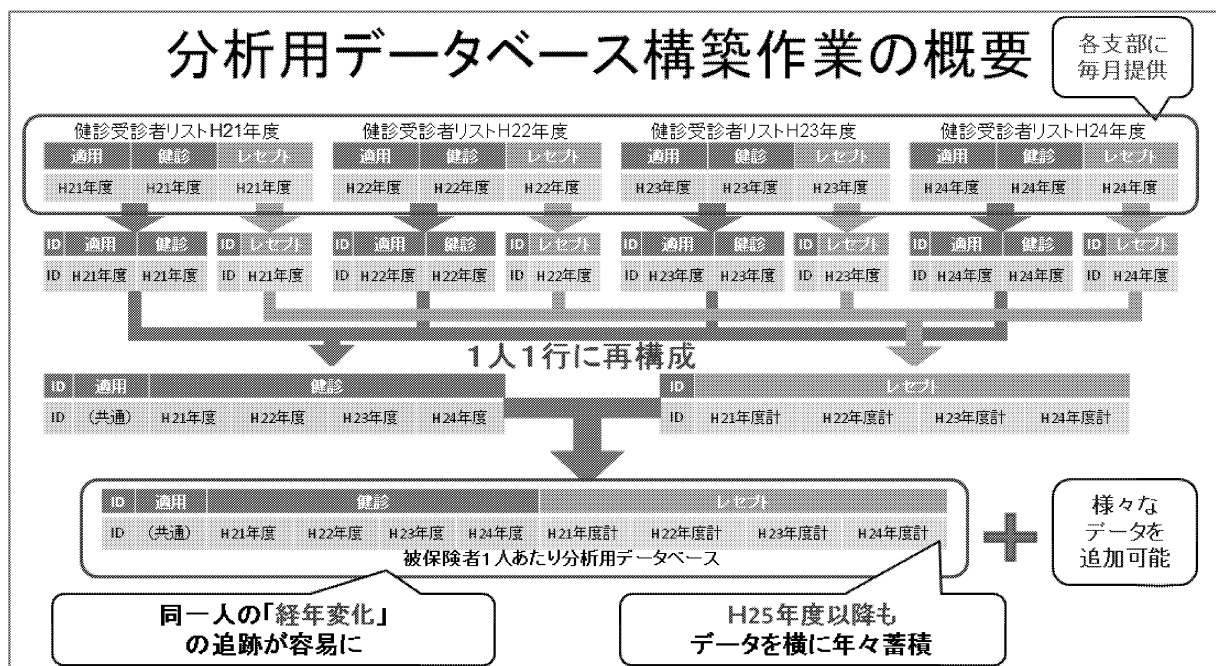 分析用データベース構築作業の概要
各支部に
毎月提供
健診受診者リストH21年度 健診受診者リストH22年度 健診受診者リストH23年度 健診受診者リストH24年度
適用 健診 レセプト 適用 健診 レセプト 適用 健診 レセプト 適用 健診 レセプト
H21年度 H21年度 H21年度 H22年度 H22年度 H22年度 H23年度 H23年度 H23年度 H24年度 H24年度 H24年度
ID 適用 健診 ID レセプト ID 適用 健診 ID レセプト ID 適用 健診 ID レセプト ID 適用 健診 ID レセプト
ID H21年度 H21年度 ID H21年度 ID H22年度 H22年度 ID H22年度 ID H23年度 H23年度 ID H23年度 ID H24年度 H24年度 ID H24年度
1人1行に再構成
ID 適用 健診 ID レセプト
ID (共通) H21年度 H22年度 H23年度 H24年度 ID H21年度計 H22年度計 H23年度計 H24年度計
ID 適用 健診 レセプト
ID (共通) H21年度 H22年度 H23年度 H24年度 H21年度計 H22年度計 H23年度計 H24年度計
被保険者1人あたり分析用データベース
様々な
データを
追加可能
同一人の「経年変化」
の追跡が容易に
H25年度以降も
データを横に年々蓄積